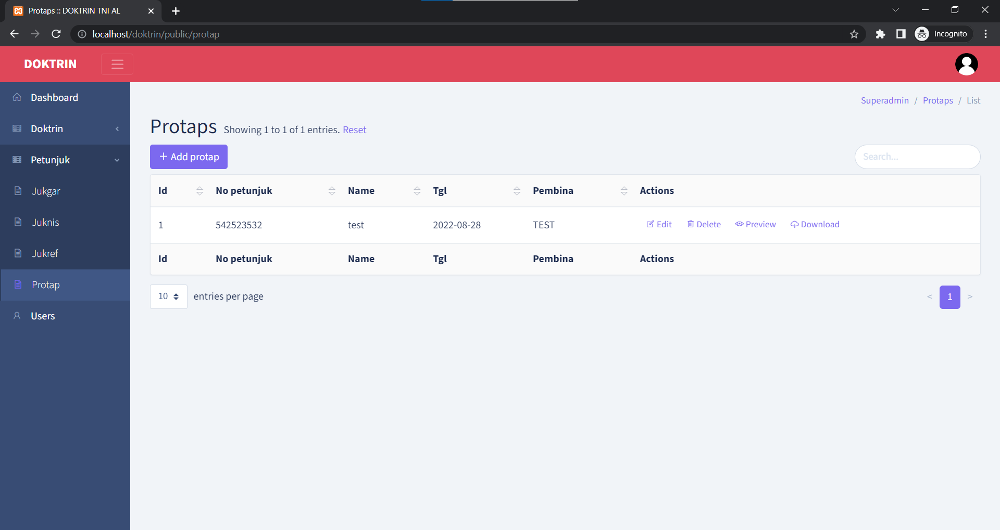 Protaps :: DOKTRIN TNI AL
localhost/doktrin/public/protap
Incognito
DOKTRIN
Dashboard
Doktrin
Petunjuk
Jukgar
Juknis
Jukref
Protap
Users
Superadmin / Protaps / List
Protaps Showing 1 to 1 of 1 entries. Reset
+ Add protap
Search...
Id No petunjuk Name Tgl Pembina Actions
1 542523532 test 2022-08-28 TEST Edit Delete Preview Download
Id No petunjuk Name Tgl Pembina Actions
10 entries per page
< 1 >